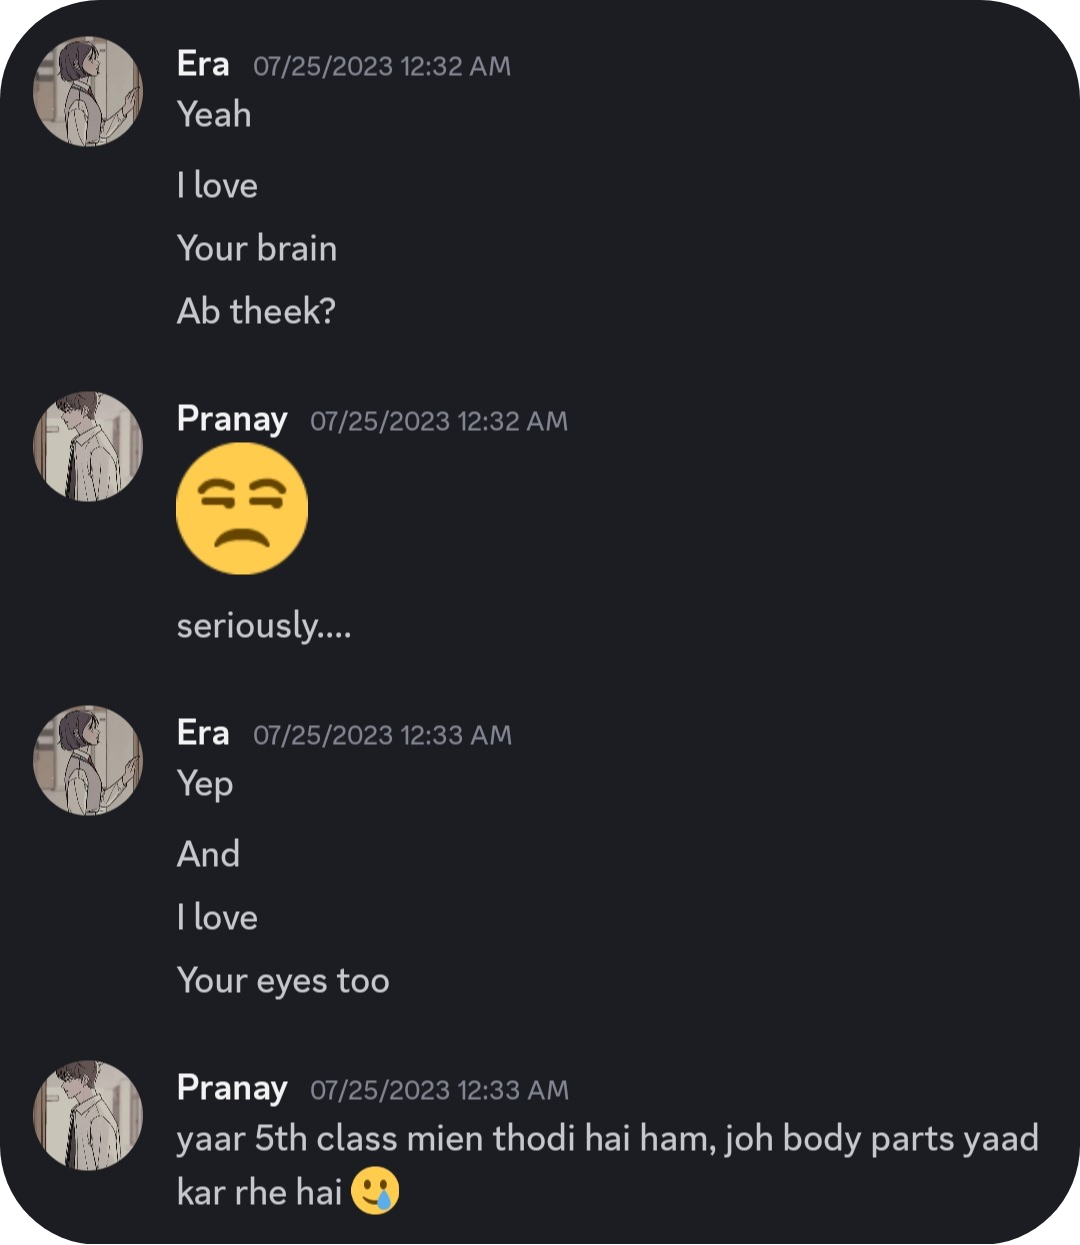 Era 07/25/2023 12:32 AM
Yeah
I love
Your brain
Ab theek?
Pranay 07/25/2023 12:32 AM
seriously....
Era 07/25/2023 12:33 AM
Yep
And
I love
Your eyes too
Pranay 07/25/2023 12:33 AM
yaar 5th class mien thodi hai ham, joh body parts yaad
kar rhe hai 🥲